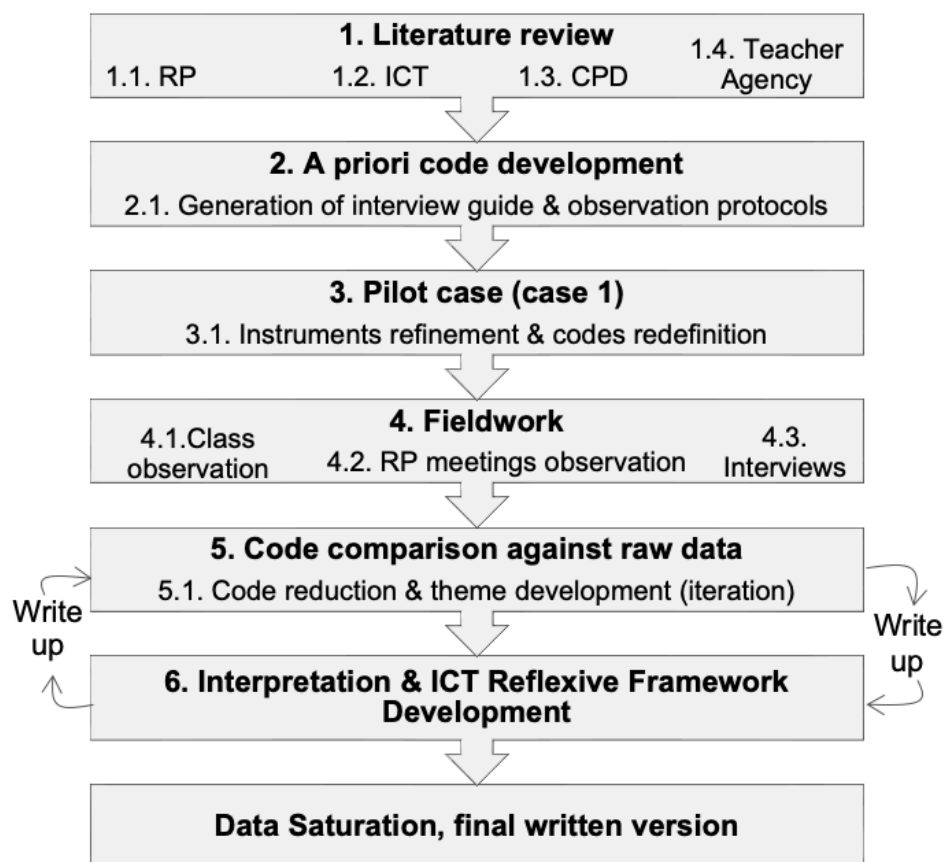 1. Literature review
1.1. RP
1.2. ICT
1.3. CPD
1.4. Teacher
Agency
2. A priori code development
2.1. Generation of interview guide & observation protocols
3. Pilot case (case 1)
3.1. Instruments refinement & codes redefinition
4. Fieldwork
4.1.Class
observation
4.2. RP meetings observation
4.3.
Interviews
5. Code comparison against raw data
5.1. Code reduction & theme development (iteration)
Write
up
Write
up
6. Interpretation & ICT Reflexive Framework
Development
Data Saturation, final written version